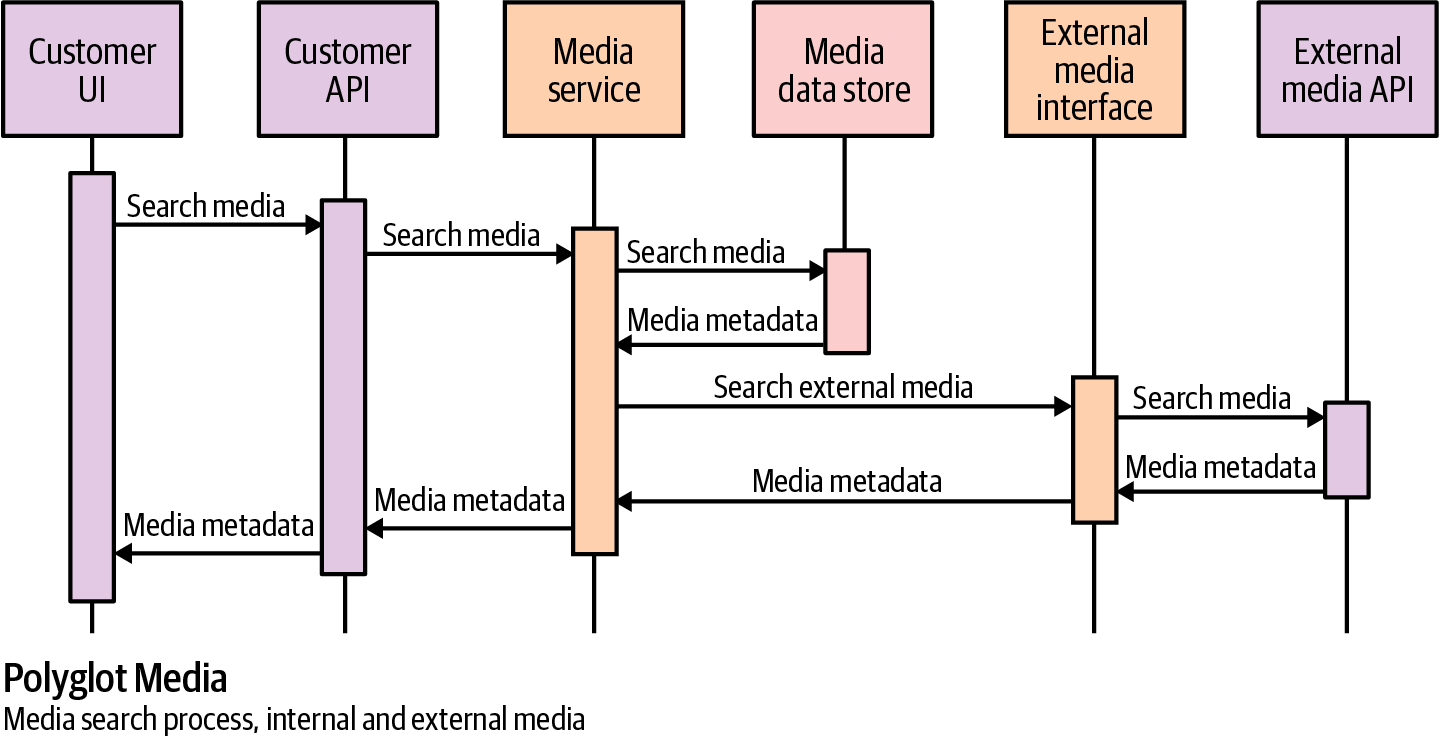 Customer
UI
Customer
API
Media
service
Media
data store
External
media
interface
External
media API
Search media
Search media
Search media
Media metadata
Search external media
Search media
Media metadata
Media metadata
Media metadata
Media metadata
Polyglot Media
Media search process, internal and external media